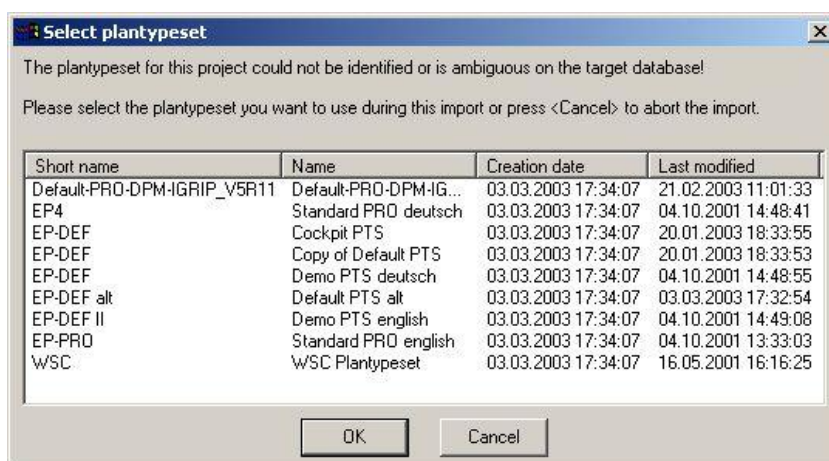 Select plantypeset
The plantypeset for this project could not be identified or is ambiguous on the target database!
Please select the plantypeset you want to use during this import or press <Cancel> to abort the import.
Short name Name Creation date Last modified
Default-PRO-DPM-IGRIP_V5R11 Default-PRO-DPM-IG... 03.03.2003 17:34:07 21.02.2003 11:01:33
EP4 Standard PRO deutsch 03.03.2003 17:34:07 04.10.2001 14:48:41
EP-DEF Cockpit PTS 03.03.2003 17:34:07 20.01.2003 18:33:55
EP-DEF Copy of Default PTS 03.03.2003 17:34:07 20.01.2003 18:33:53
EP-DEF Demo PTS deutsch 03.03.2003 17:34:07 04.10.2001 14:48:55
EP-DEF alt Default PTS alt 03.03.2003 17:34:07 03.03.2003 17:32:54
EP-DEF II Demo PTS english 03.03.2003 17:34:07 04.10.2001 14:49:08
EP-PRO Standard PRO english 03.03.2003 17:34:07 04.10.2001 13:33:03
WSC WSC Plantypeset 03.03.2003 17:34:07 16.05.2001 16:16:25
OK Cancel